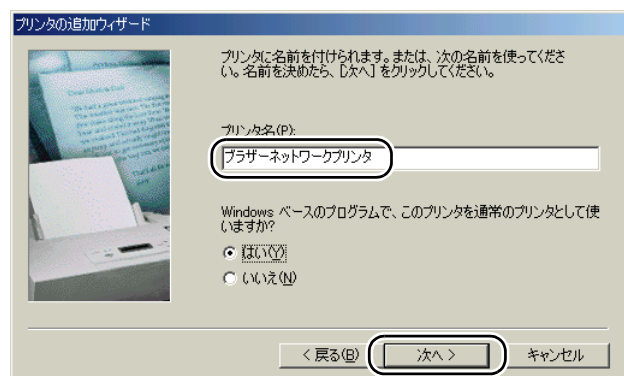 プリンタの追加ウィザード
プリンタに名前を付けられます。または、次の名前を使ってくださ
い。名前を決めたら、[次へ] をクリックしてください。
プリンタ名(P):
ブラザーネットワークプリンタ
Windows ベースのプログラムで、このプリンタを通常のプリンタとして使
いますか?
はい(Y)
いいえ(N)
< 戻る(B)
次へ >
キャンセル